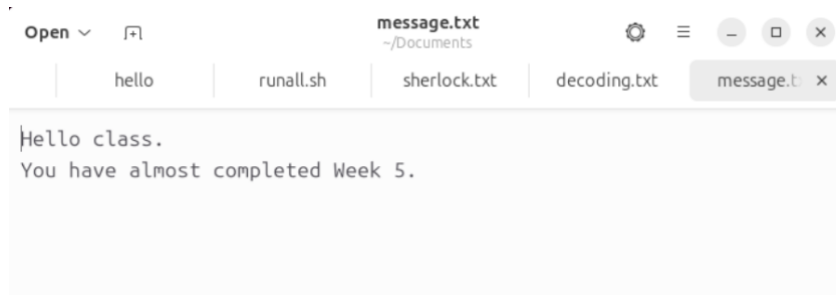 Open
message.txt
~/Documents
hello
runall.sh
sherlock.txt
decoding.txt
message.t
Hello class.
You have almost completed Week 5.